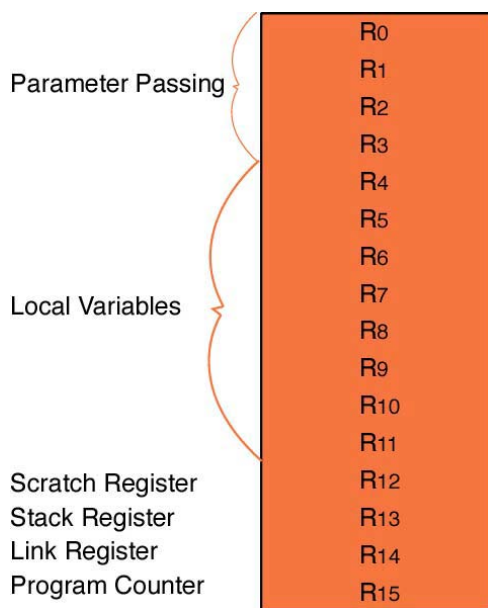 R0
Parameter Passing R1
R2
R3
R4
R5
R6
Local Variables R7
R8
R9
R10
R11
Scratch Register R12
Stack Register R13
Link Register R14
Program Counter R15